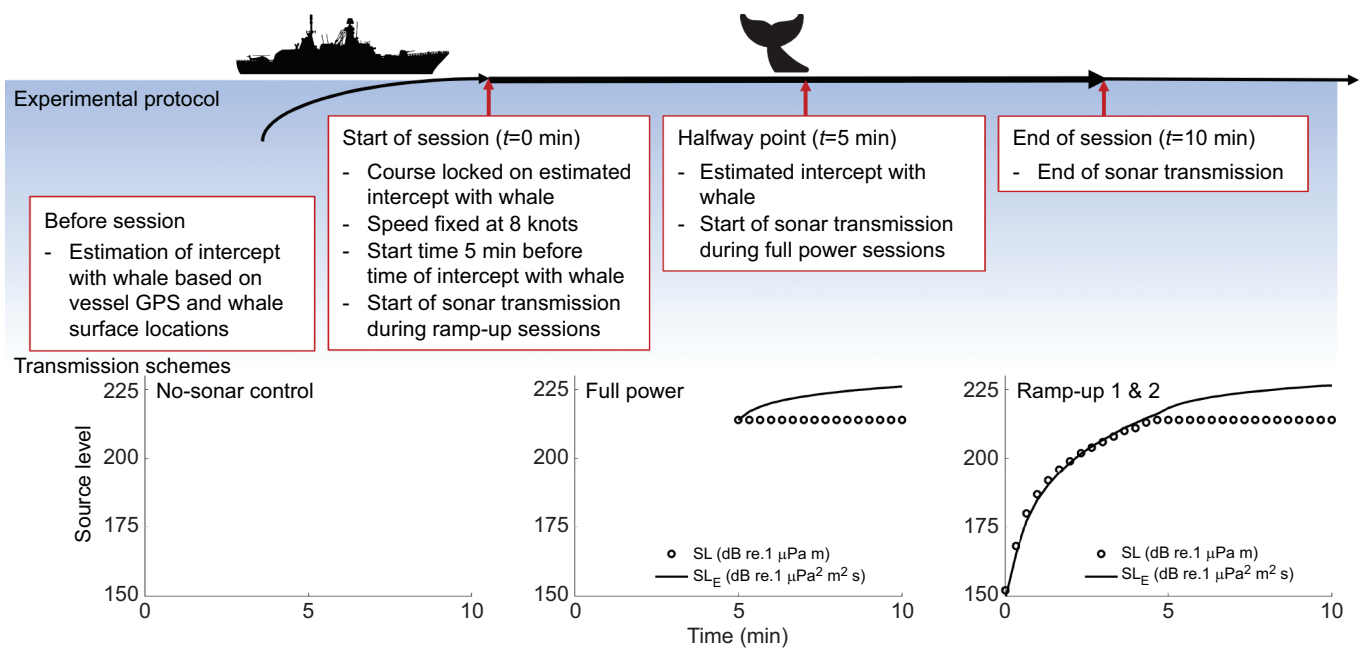 Experimental protocol
Before session
- Estimation of intercept
with whale based on
vessel GPS and whale
surface locations
Start of session (t=0 min)
- Course locked on estimated
intercept with whale
- Speed fixed at 8 knots
- Start time 5 min before
time of intercept with whale
- Start of sonar transmission
during ramp-up sessions
Halfway point (t=5 min)
- Estimated intercept with
whale
- Start of sonar transmission
during full power sessions
End of session (t=10 min)
- End of sonar transmission
Transmission schemes
Source level
225
200
175
150
No-sonar control
0
5
10
225
200
175
150
Full power
SL (dB re.1 μPa m)
SLE (dB re.1 μPa² m² s)
0
5
10
225
200
175
150
Ramp-up 1 & 2
SL (dB re.1 μPa m)
SLE (dB re.1 μPa² m² s)
0
5
10
Time (min)